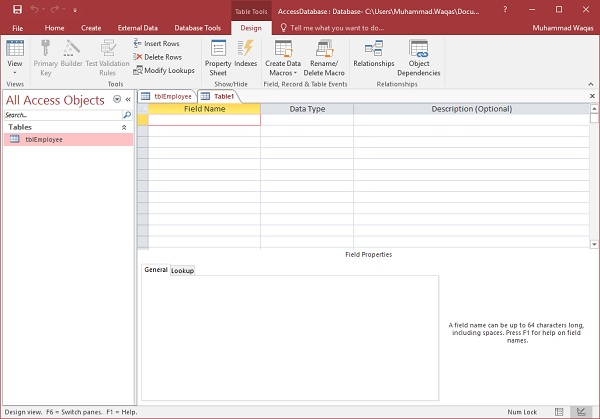 Table Tools
AccessDatabase : Database- C:\Users\Muhammad.Waqas\Docu...
?
File Home Create External Data Database Tools Design Tell me what you want to do... Muhammad Waqas
View
Primary Key
Builder
Test Validation Rules
Insert Rows
Delete Rows
Modify Lookups
Property Sheet
Indexes
Create Data Macros
Rename/ Delete Macro
Relationships
Object Dependencies
Views Tools Show/Hide Field, Record & Table Events Relationships
All Access Objects
Search...
Tables
tblEmployee
tblEmployee Table1
Field Name Data Type Description (Optional)
Field Properties
General Lookup
A field name can be up to 64 characters long,
including spaces. Press F1 for help on field
names.
Design view. F6 = Switch panes. F1 = Help. Num Lock